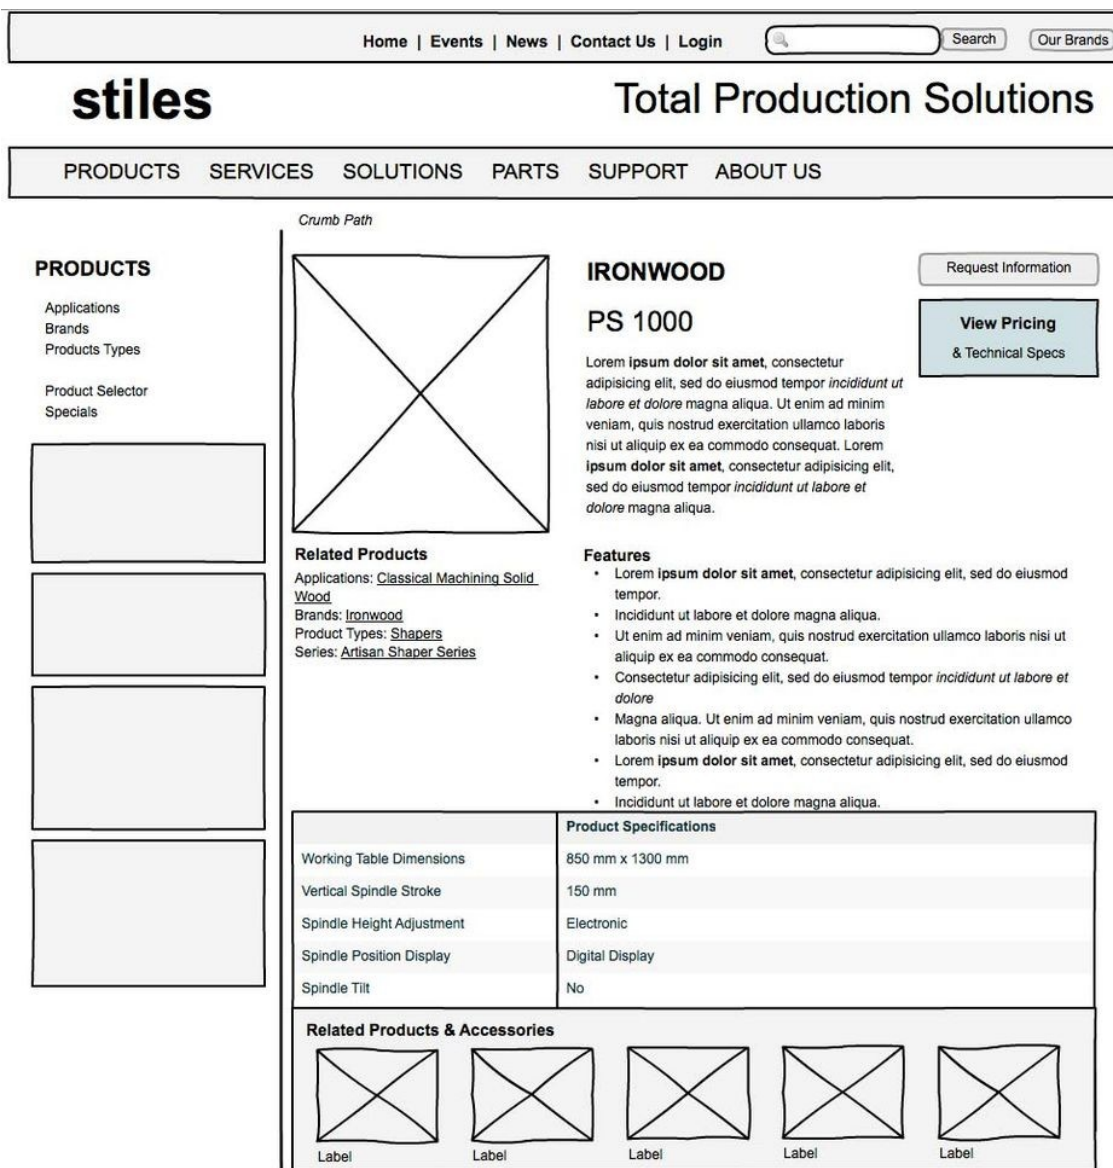 Home | Events | News | Contact Us | Login
Search
Our Brands
stiles
Total Production Solutions
PRODUCTS SERVICES SOLUTIONS PARTS SUPPORT ABOUT US
Crumb Path
PRODUCTS
Applications
Brands
Products Types
Product Selector
Specials
IRONWOOD
PS 1000
Lorem ipsum dolor sit amet, consectetur
adipisicing elit, sed do eiusmod tempor incididunt ut
labore et dolore magna aliqua. Ut enim ad minim
veniam, quis nostrud exercitation ullamco laboris
nisi ut aliquip ex ea commodo consequat. Lorem
ipsum dolor sit amet, consectetur adipisicing elit,
sed do eiusmod tempor incididunt ut labore et
dolore magna aliqua.
Request Information
View Pricing
& Technical Specs
Related Products
Applications: Classical Machining Solid
Wood
Brands: Ironwood
Product Types: Shapers
Series: Artisan Shaper Series
Features
• Lorem ipsum dolor sit amet, consectetur adipisicing elit, sed do eiusmod
tempor.
• Incididunt ut labore et dolore magna aliqua.
• Ut enim ad minim veniam, quis nostrud exercitation ullamco laboris nisi ut
aliquip ex ea commodo consequat.
• Consectetur adipisicing elit, sed do eiusmod tempor incididunt ut labore et
dolore
• Magna aliqua. Ut enim ad minim veniam, quis nostrud exercitation ullamco
laboris nisi ut aliquip ex ea commodo consequat.
• Lorem ipsum dolor sit amet, consectetur adipisicing elit, sed do eiusmod
tempor.
• Incididunt ut labore et dolore magna aliqua.
Product Specifications
Working Table Dimensions 850 mm x 1300 mm
Vertical Spindle Stroke 150 mm
Spindle Height Adjustment Electronic
Spindle Position Display Digital Display
Spindle Tilt No
Related Products & Accessories
Label Label Label Label Label